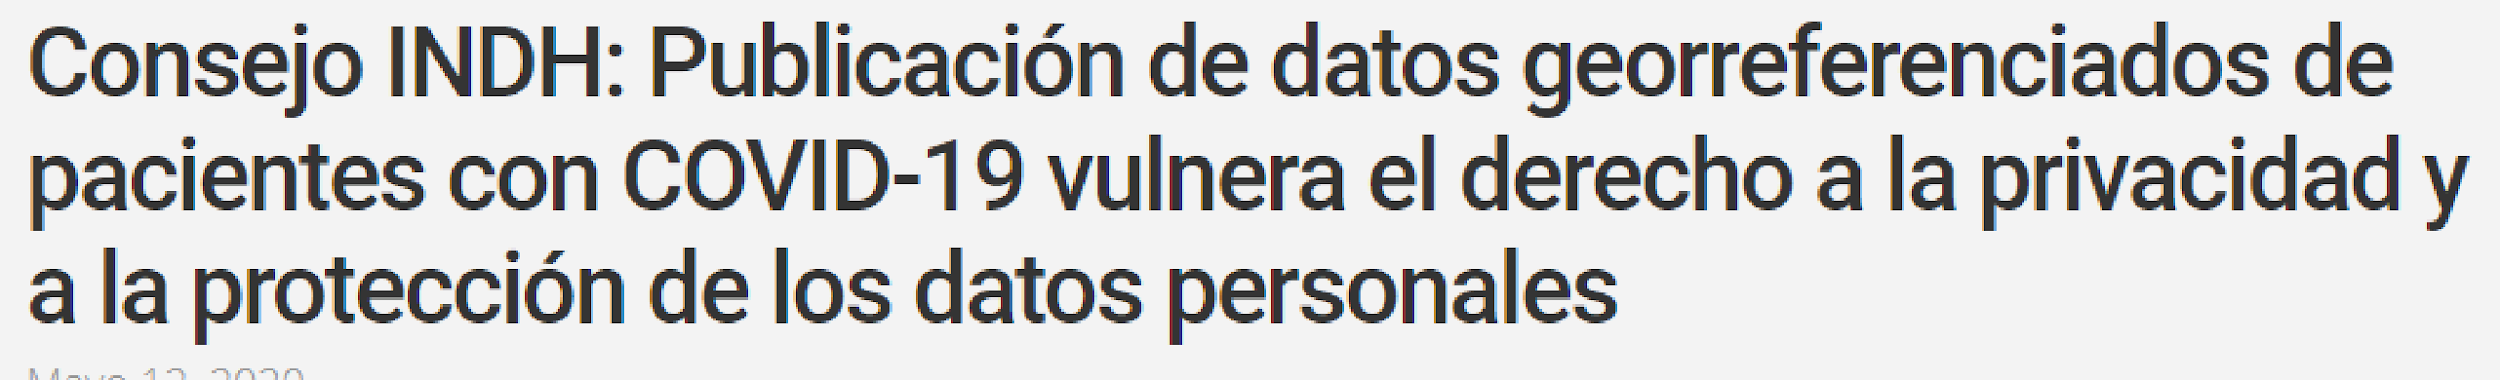 Consejo INDH: Publicación de datos georreferenciados de
pacientes con COVID-19 vulnera el derecho a la privacidad y
a la protección de los datos personales